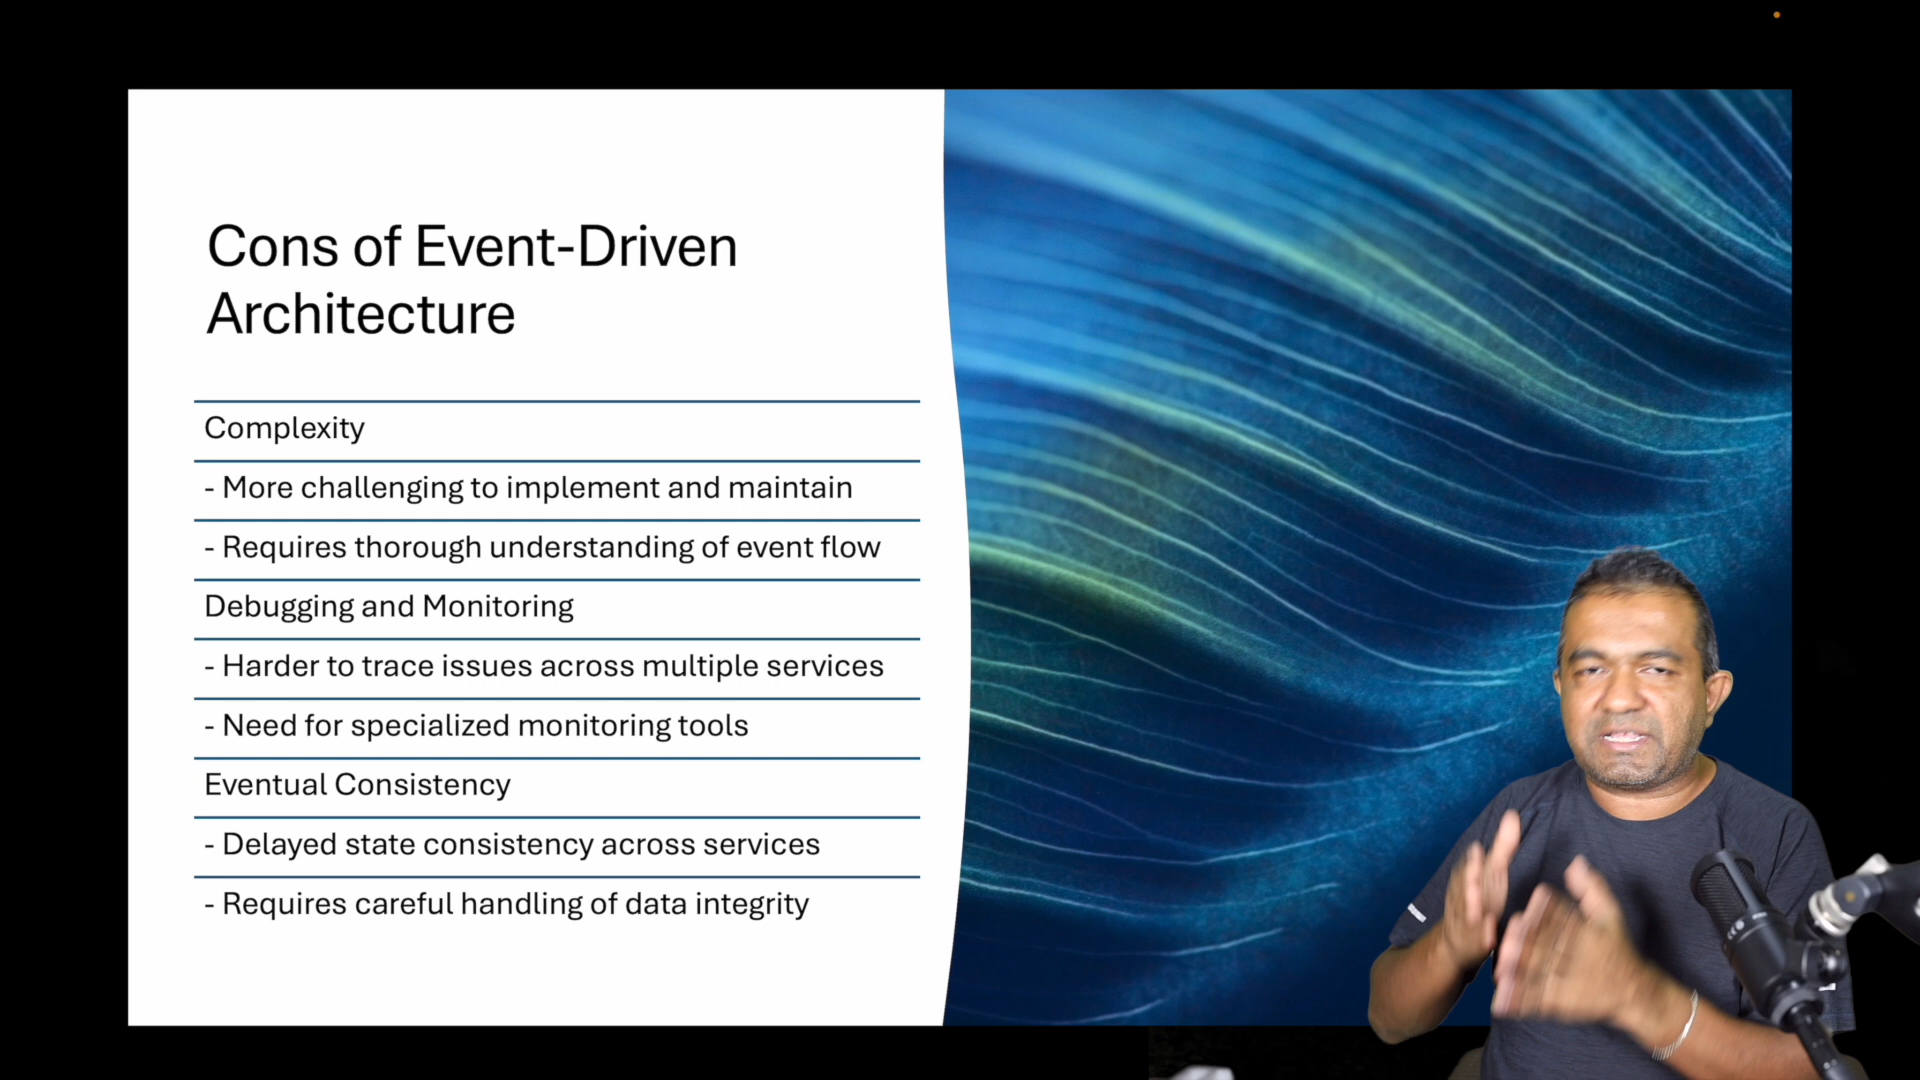 Cons of Event-Driven
Architecture
Complexity
- More challenging to implement and maintain
- Requires thorough understanding of event flow
Debugging and Monitoring
- Harder to trace issues across multiple services
- Need for specialized monitoring tools
Eventual Consistency
- Delayed state consistency across services
- Requires careful handling of data integrity